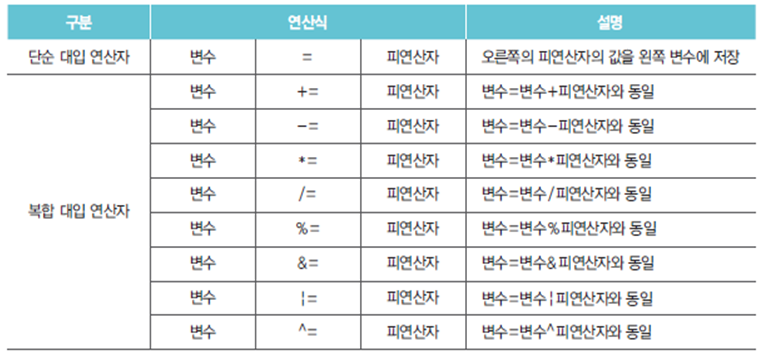 구분 연산식 설명
단순 대입 연산자 변수 = 피연산자 오른쪽의 피연산자의 값을 왼쪽 변수에 저장
변수 += 피연산자 변수=변수+피연산자와 동일
변수 -= 피연산자 변수=변수-피연산자와 동일
변수 *= 피연산자 변수=변수*피연산자와 동일
변수 /= 피연산자 변수=변수/피연산자와 동일
복합 대입 연산자
변수 %= 피연산자 변수=변수%피연산자와 동일
변수 &= 피연산자 변수=변수&피연산자와 동일
변수 ¦= 피연산자 변수=변수¦피연산자와 동일
변수 ^= 피연산자 변수=변수^피연산자와 동일